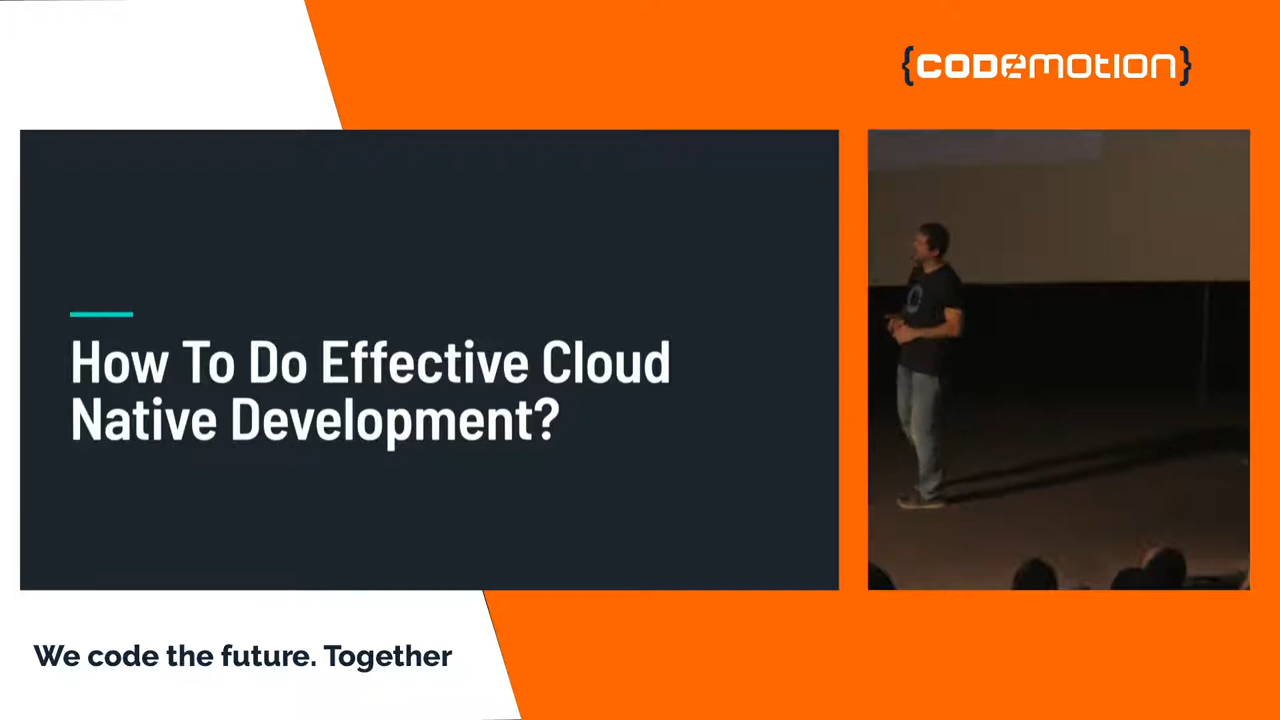 {CODEMOTION}
How To Do Effective Cloud
Native Development?
We code the future. Together